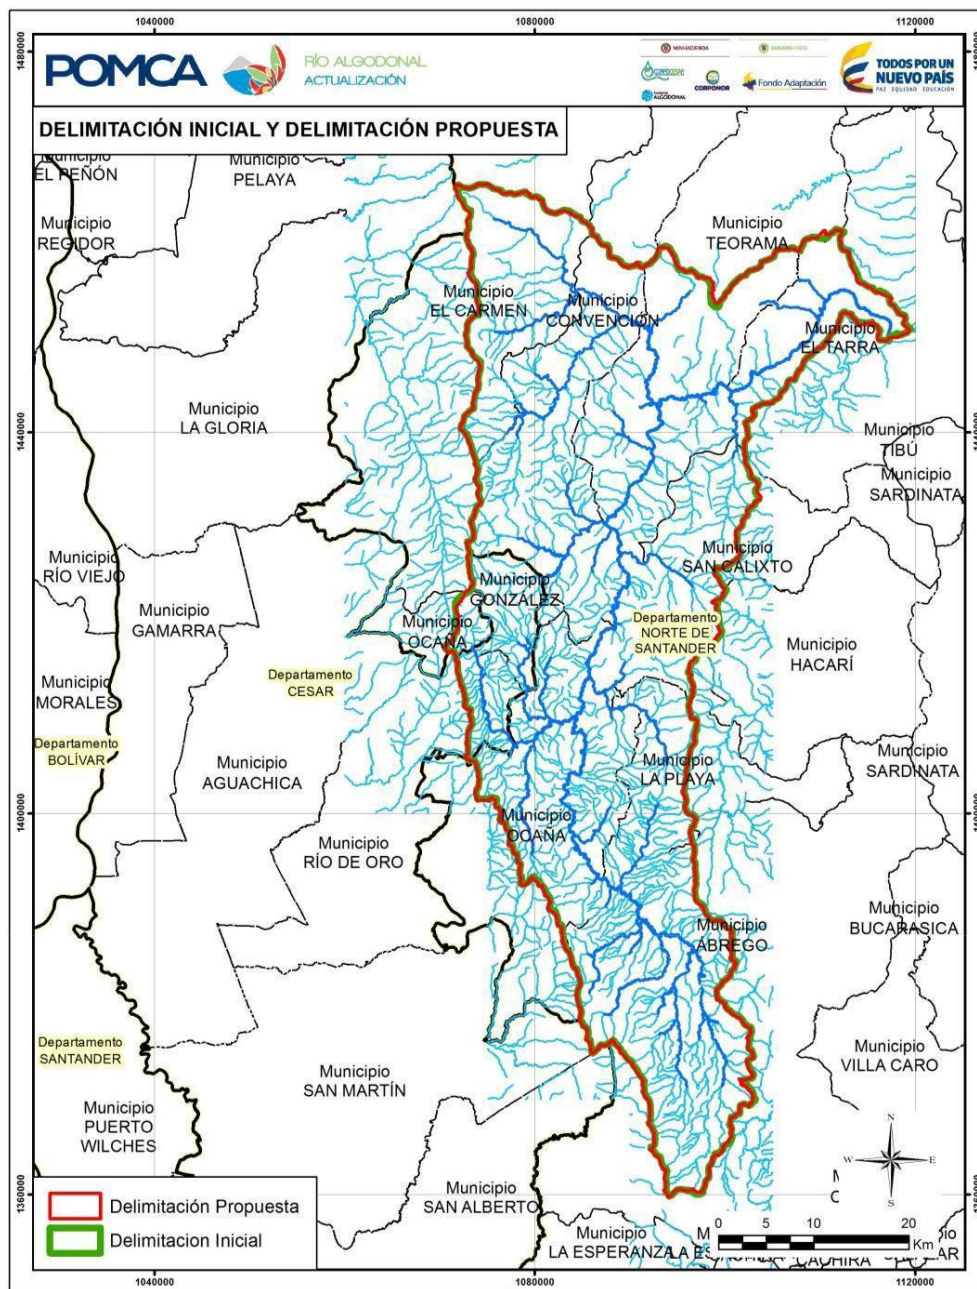 1040000
1080000
1120000
1480000
POMCA
RÍO ALGODONAL
ACTUALIZACIÓN
MINHACIENDA
CORPOCESAR
ALGODONAL
CORPONOR
Fondo Adaptación
TODOS POR UN
NUEVO PAÍS
PAZ EQUIDAD EDUCACIÓN
DELIMITACIÓN INICIAL Y DELIMITACIÓN PROPUESTA
Municipio
EL PEÑÓN
Municipio
PELAYA
Municipio
REGIDOR
Municipio
TEORAMA
Municipio
EL CARMEN
Municipio
CONVENCIÓN
Municipio
EL TARRA
Municipio
LA GLORIA
1440000
Municipio
TIBÚ
Municipio
SARDINATA
Municipio
RÍO VIEJO
Municipio
SAN CALIXTO
Municipio
GONZÁLEZ
Municipio
GAMARRA
Municipio
OCAÑA
Departamento
NORTE DE
SANTANDER
Municipio
HACARÍ
Departamento
CESAR
Municipio
MORALES
Departamento
BOLÍVAR
Municipio
AGUACHICA
Municipio
LA PLAYA
Municipio
SARDINATA
1400000
Municipio
OCAÑA
Municipio
RÍO DE ORO
Municipio
ÁBREGO
Municipio
BUCARASICA
Departamento
SANTANDER
Municipio
VILLA CARO
Municipio
SAN MARTÍN
Municipio
PUERTO
WILCHES
N
W
E
S
1360000
Municipio
SAN ALBERTO
Delimitación Propuesta
Delimitacion Inicial
Municipio
LA ESPERANZA
0 5 10 20
Km
CÁCHIRA
1040000
1080000
1120000